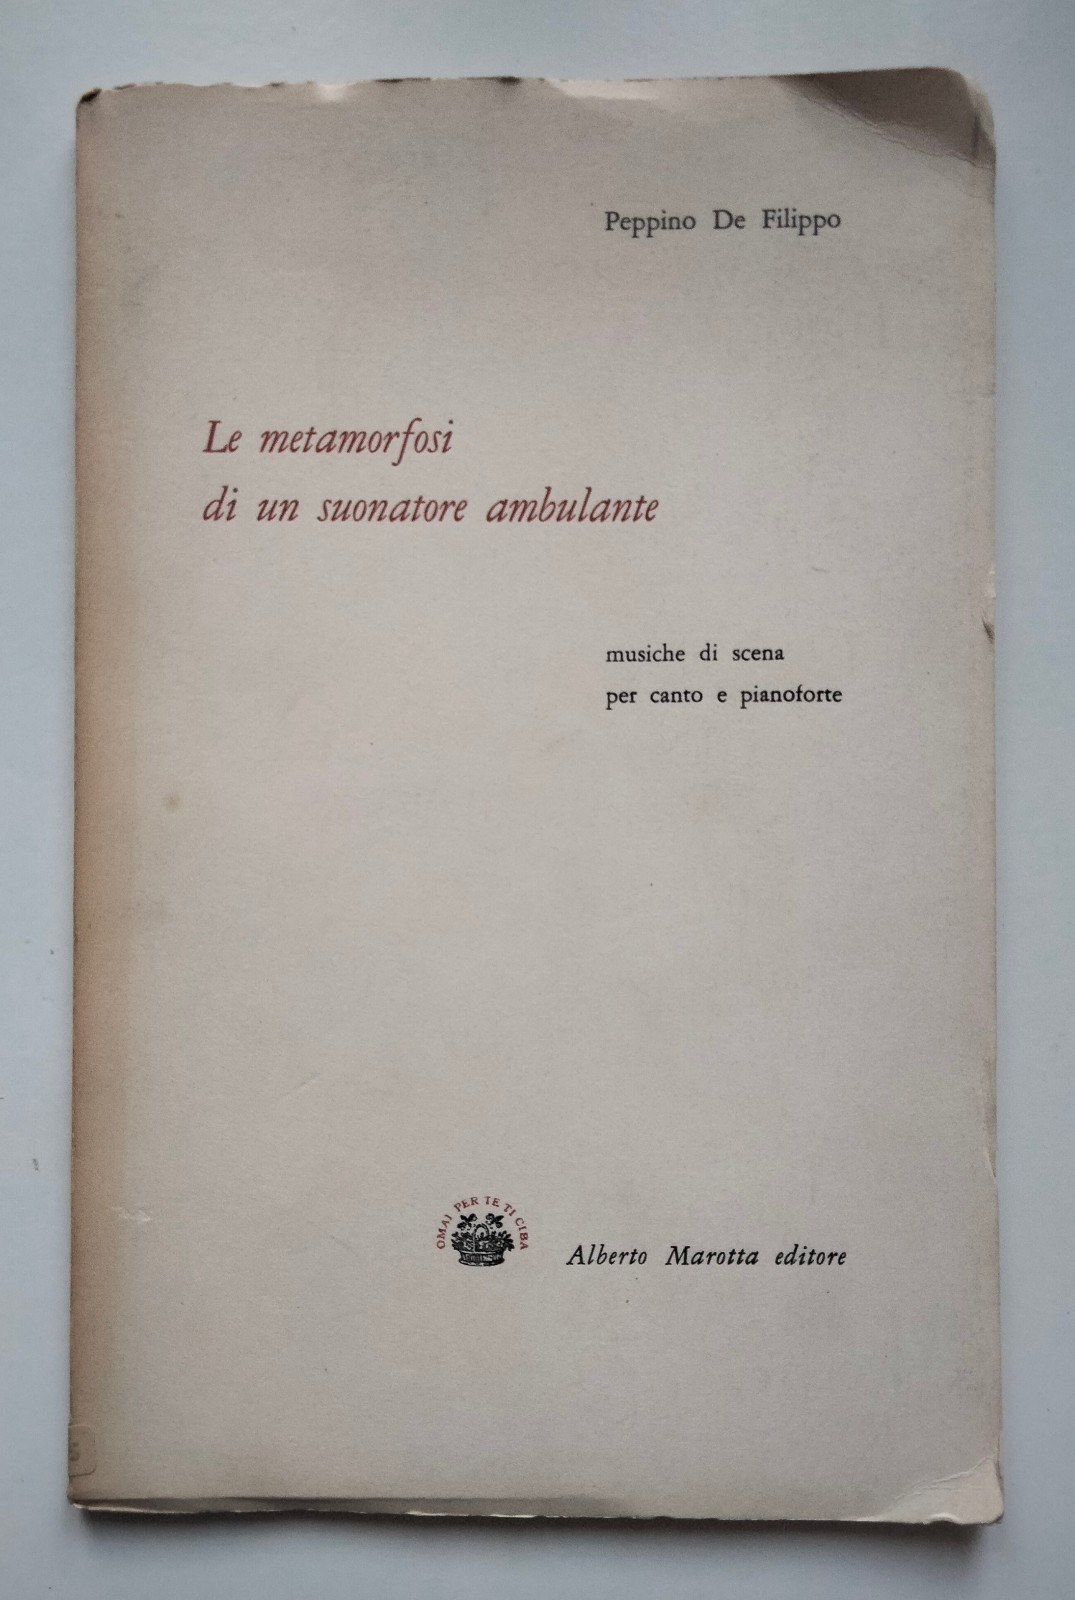 Peppino De Filippo
Le metamorfosi
di un suonatore ambulante
musiche di scena
per canto e pianoforte
OMAI PER TE TI CIBA
Alberto Marotta editore